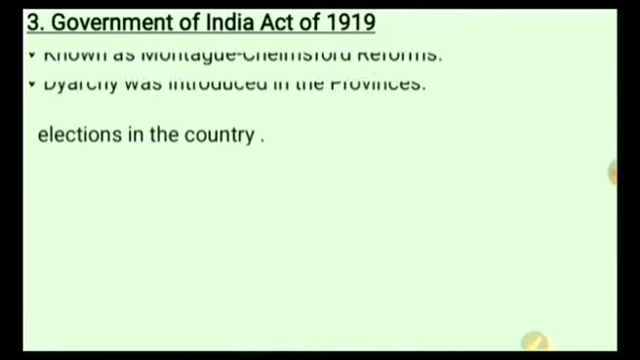 3. Government of India Act of 1919
Known as Montague-Chelmsford Reforms.
Dyarchy was introduced in the Provinces.
elections in the country .